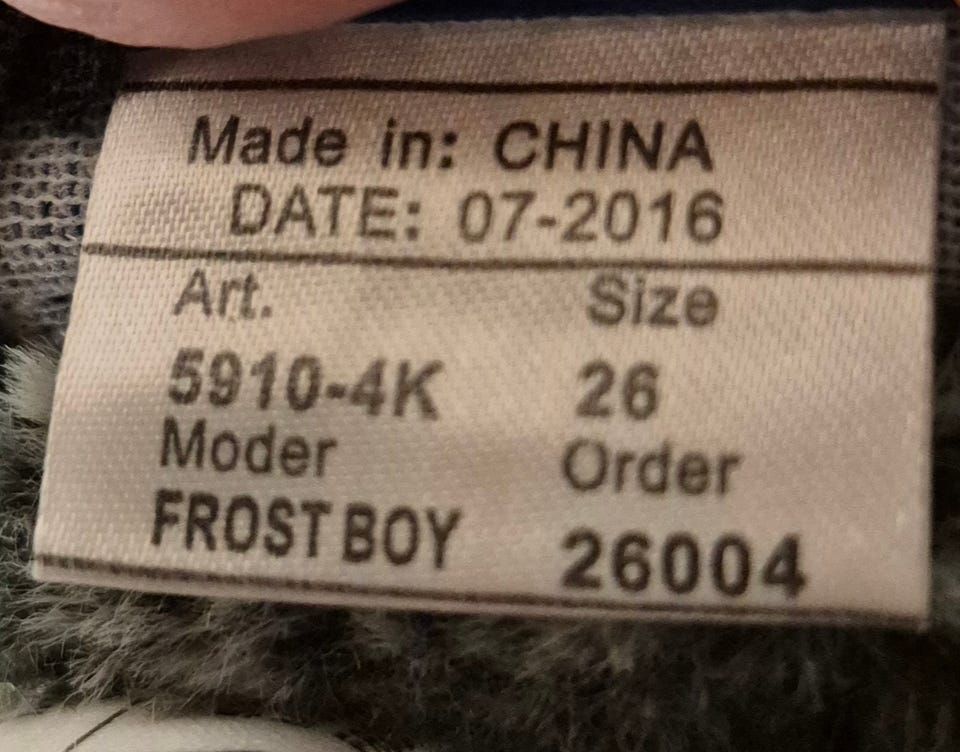 Made in: CHINA
DATE: 07-2016
Art. Size
5910-4K 26
Moder Order
FROST BOY 26004